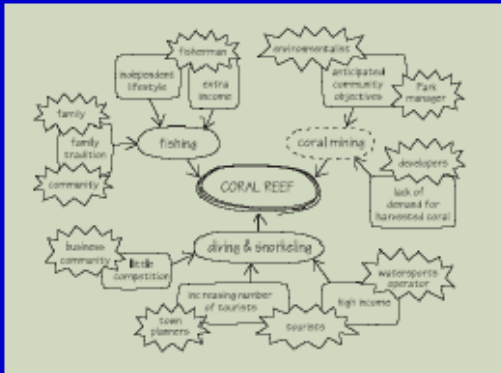 fisherman
environmentalist
independent
lifestyle
extra
income
anticipated
community
objectives
Park
manager
family
family
tradition
community
fishing
coral mining
developers
CORAL REEF
lack of
demand for
harvested coral
business
community
little
competition
diving & snorkeling
watersports
operator
increasing number
of tourists
high income
town
planners
tourists